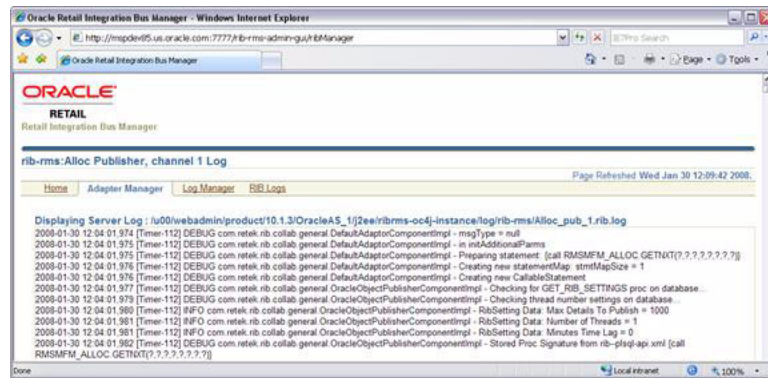 Oracle Retail Integration Bus Manager - Windows Internet Explorer
http://mspdev85.us.oracle.com:7777/rib-rms-admin-gui/ribManager
Search
Oracle Retail Integration Bus Manager
Page Tools
ORACLE
RETAIL
Retail Integration Bus Manager
rib-rms:Alloc Publisher, channel 1 Log
Page Refreshed Wed Jan 30 12:09:42 2008.
Home Adapter Manager Log Manager RIB Logs
Displaying Server Log : /u00/webadmin/product/10.1.3/OracleAS_1/j2ee/ribrms-oc4j-instance/log/rib-rms/Alloc_pub_1.rib.log
2008-01-30 12:04:01,974 [Timer-112] DEBUG com.retek.rib.collab.general.DefaultAdaptorComponentImpl - msgType = null
2008-01-30 12:04:01,975 [Timer-112] DEBUG com.retek.rib.collab.general.DefaultAdaptorComponentImpl - in initAdditionalParms
2008-01-30 12:04:01,975 [Timer-112] DEBUG com.retek.rib.collab.general.DefaultAdaptorComponentImpl - Preparing statement: {call RMSMFM_ALLOC.GETNXT(?,?,?,?,?,?,?,?)}
2008-01-30 12:04:01,976 [Timer-112] DEBUG com.retek.rib.collab.general.DefaultAdaptorComponentImpl - Creating new statementMap: stmtMapSize = 1
2008-01-30 12:04:01,976 [Timer-112] DEBUG com.retek.rib.collab.general.DefaultAdaptorComponentImpl - Creating new CallableStatement
2008-01-30 12:04:01,977 [Timer-112] DEBUG com.retek.rib.collab.general.OracleObjectPublisherComponentImpl - Checking for GET_RIB_SETTINGS proc on database...
2008-01-30 12:04:01,979 [Timer-112] DEBUG com.retek.rib.collab.general.OracleObjectPublisherComponentImpl - Checking thread number settings on database...
2008-01-30 12:04:01,980 [Timer-112] INFO com.retek.rib.collab.general.OracleObjectPublisherComponentImpl - RibSetting Data: Max Details To Publish = 1000
2008-01-30 12:04:01,981 [Timer-112] INFO com.retek.rib.collab.general.OracleObjectPublisherComponentImpl - RibSetting Data: Number of Threads = 1
2008-01-30 12:04:01,981 [Timer-112] INFO com.retek.rib.collab.general.OracleObjectPublisherComponentImpl - RibSetting Data: Minutes Time Lag = 0
2008-01-30 12:04:01,982 [Timer-112] DEBUG com.retek.rib.collab.general.OracleObjectPublisherComponentImpl - Stored Proc Signature from rib-plsql-api.xml {call
RMSMFM_ALLOC.GETNXT(?,?,?,?,?,?,?,?)}
Done
Local intranet
100%